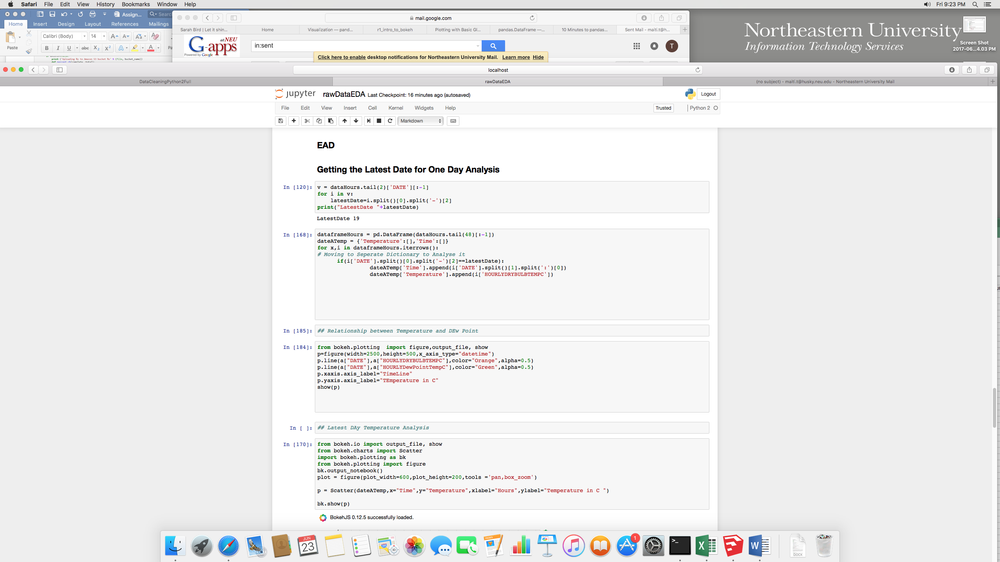 Safari File Edit View History Bookmarks Window Help
Fri 9:23 PM
Assign...
Home Insert Design Layout References Mailings
Calibri (Body) 14
Paste
B I U abc X2 X2 A A
print ('Uploading %s to Amazon S3 bucket %s' % (file, bucket_name))
mail.google.com
Sarah Bird | Let it shin... Home Visualization — pand... r1_intro_to_bokeh Plotting with Basic Gl... pandas.DataFrame —... 10 Minutes to pandas... Sent Mail - maiti.t@h...
G-apps at NEU
Powered by Google
in:sent
T
Click here to enable desktop notifications for Northeastern University Mail. Learn more Hide
Northeastern University
Information Technology Services
Screen Shot
2017-06...4.03 PM
localhost
DataCleaningPython2Full rawDataEDA (no subject) - maiti.t@husky.neu.edu - Northeastern University Mail
jupyter rawDataEDA Last Checkpoint: 16 minutes ago (autosaved)
Logout
File Edit View Insert Cell Kernel Widgets Help
Trusted Python 2
Markdown
EAD
Getting the Latest Date for One Day Analysis
In [120]: v = dataHours.tail(2)['DATE'][:-1]
for i in v:
    latestDate=i.split()[0].split('-')[2]
print("LatestDate "+latestDate)
LatestDate 19
In [168]: dataframeHours = pd.DataFrame(dataHours.tail(48)[:-1])
dateATemp = {'Temperature':[],'Time':[]}
for x,i in dataframeHours.iterrows():
# Moving to Seperate Dictionary to Analyse it
      if(i['DATE'].split()[0].split('-')[2]==latestDate):
                dateATemp['Time'].append(i['DATE'].split()[1].split(':')[0])
                dateATemp['Temperature'].append(i['HOURLYDRYBULBTEMPC'])
In [185]: ## Relationship between Temperature and DEw Point
In [184]: from bokeh.plotting  import figure,output_file, show
p=figure(width=2500,height=500,x_axis_type="datetime")
p.line(a["DATE"],a["HOURLYDRYBULBTEMPC"],color="Orange",alpha=0.5)
p.line(a["DATE"],a["HOURLYDewPointTempC"],color="Green",alpha=0.5)
p.xaxis.axis_label="TimeLine"
p.yaxis.axis_label="TEmperature in C"
show(p)
In [ ]: ## Latest DAy Temperature Analysis
In [170]: from bokeh.io import output_file, show
from bokeh.charts import Scatter
import bokeh.plotting as bk
from bokeh.plotting import figure
bk.output_notebook()
plot = figure(plot_width=600,plot_height=200,tools ='pan,box_zoom')
p = Scatter(dateATemp,x="Time",y="Temperature",xlabel="Hours",ylabel="Temperature in C ")
bk.show(p)
BokehJS 0.12.5 successfully loaded.
JUN
23
3D
PAGES
1
DOCX